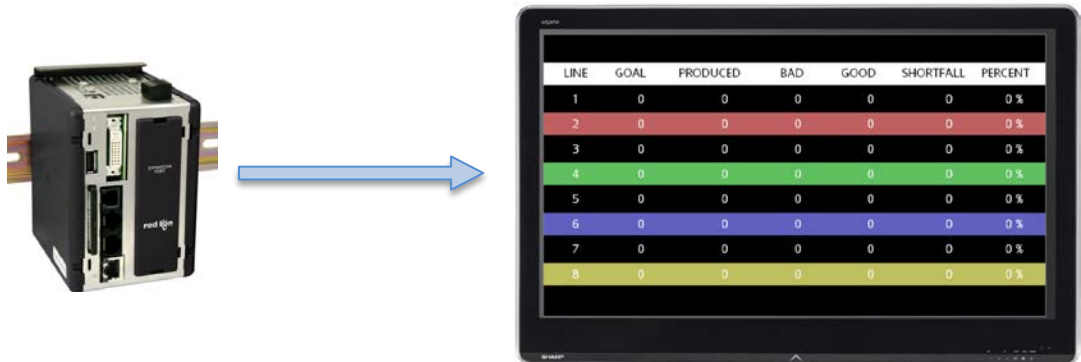 EXPANSION
PORT
red lion
AQUOS
LINE GOAL PRODUCED BAD GOOD SHORTFALL PERCENT
1 0 0 0 0 0 0 %
2 0 0 0 0 0 0 %
3 0 0 0 0 0 0 %
4 0 0 0 0 0 0 %
5 0 0 0 0 0 0 %
6 0 0 0 0 0 0 %
7 0 0 0 0 0 0 %
8 0 0 0 0 0 0 %
SHARP